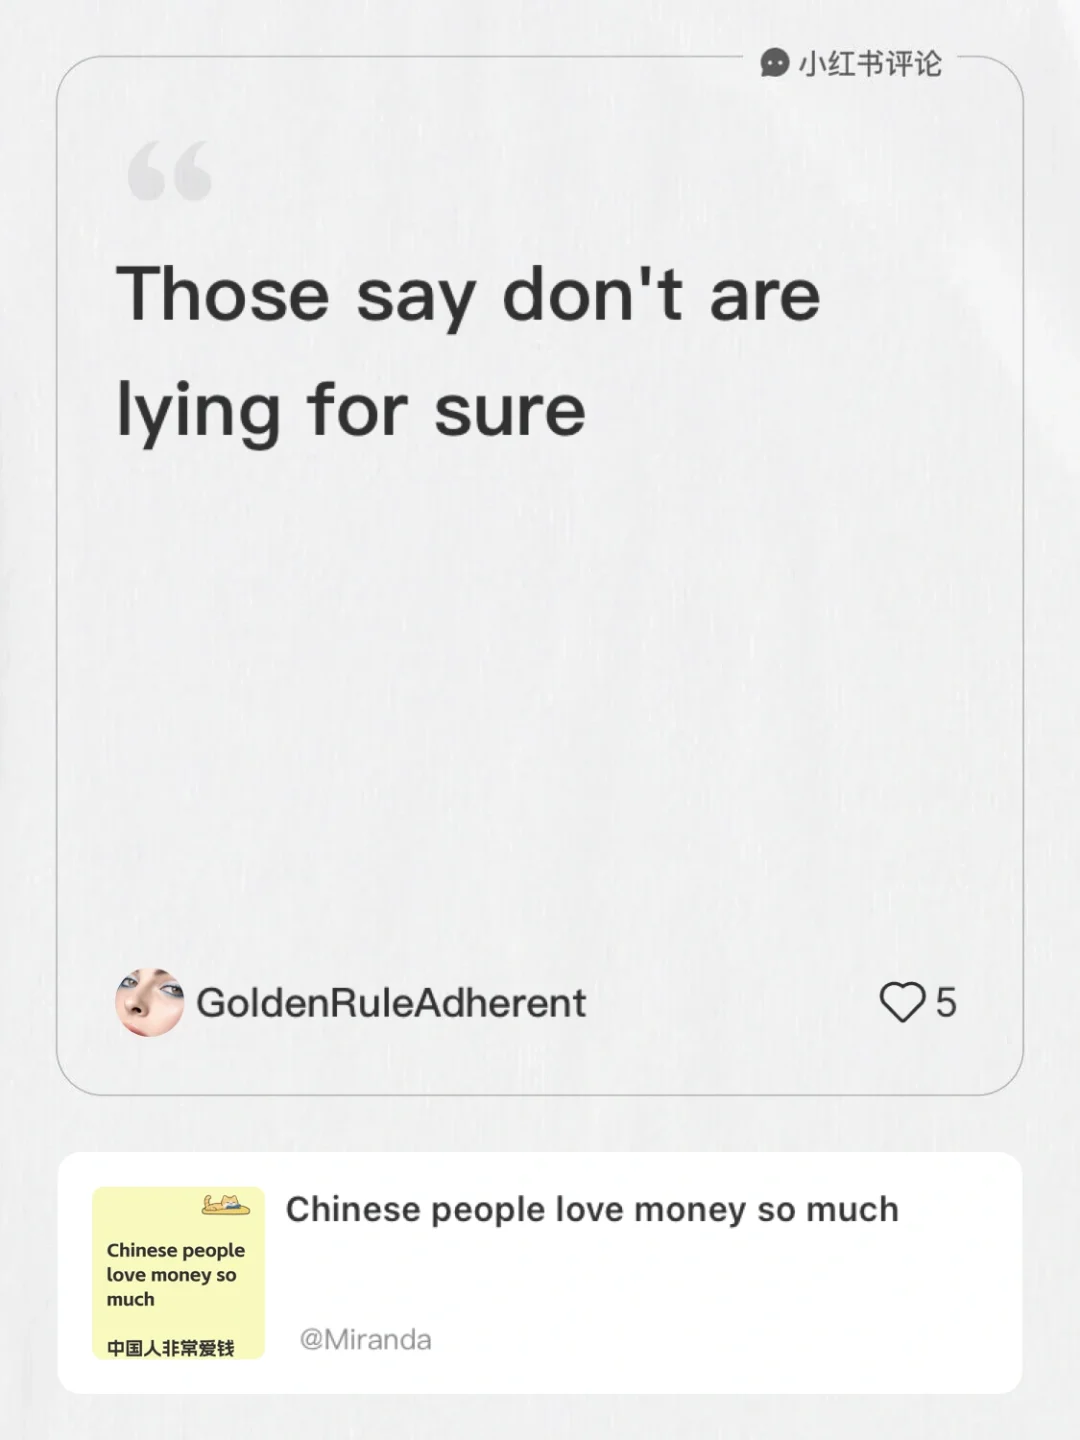 小红书评论
Those say don't are
lying for sure
GoldenRuleAdherent
5
Chinese people
love money so
much
中国人非常爱钱
Chinese people love money so much
@Miranda